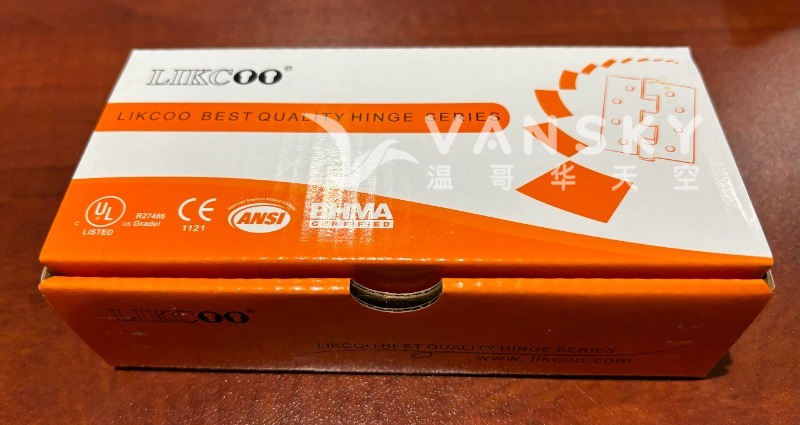 LIKCOO®
LIKCOO BEST QUALITY HINGE SERIES
VANSKY
温哥华天空
C UL US LISTED
R27486
Gradel
CE
1121
ANSI
BHMA
CERTIFIED
LIKCOO
LIKCOO BEST QUALITY HINGE SERIES
www.likcoo.com